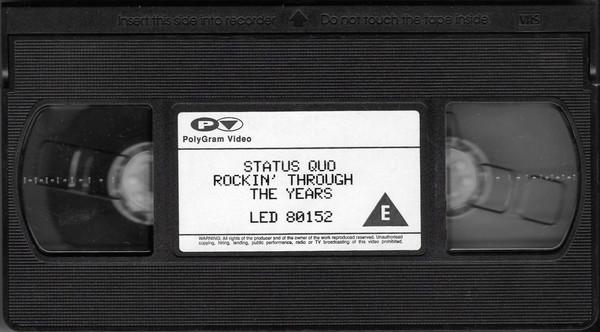 Insert this side into recorder Do not touch the tape inside VHS
PV
PolyGram Video
STATUS QUO
ROCKIN' THROUGH
THE YEARS
LED 80152
E
WARNING. All rights of the producer and of the owner of the work reproduced reserved. Unauthorised
copying, hiring, lending, public performance, radio or TV broadcasting of this video prohibited.